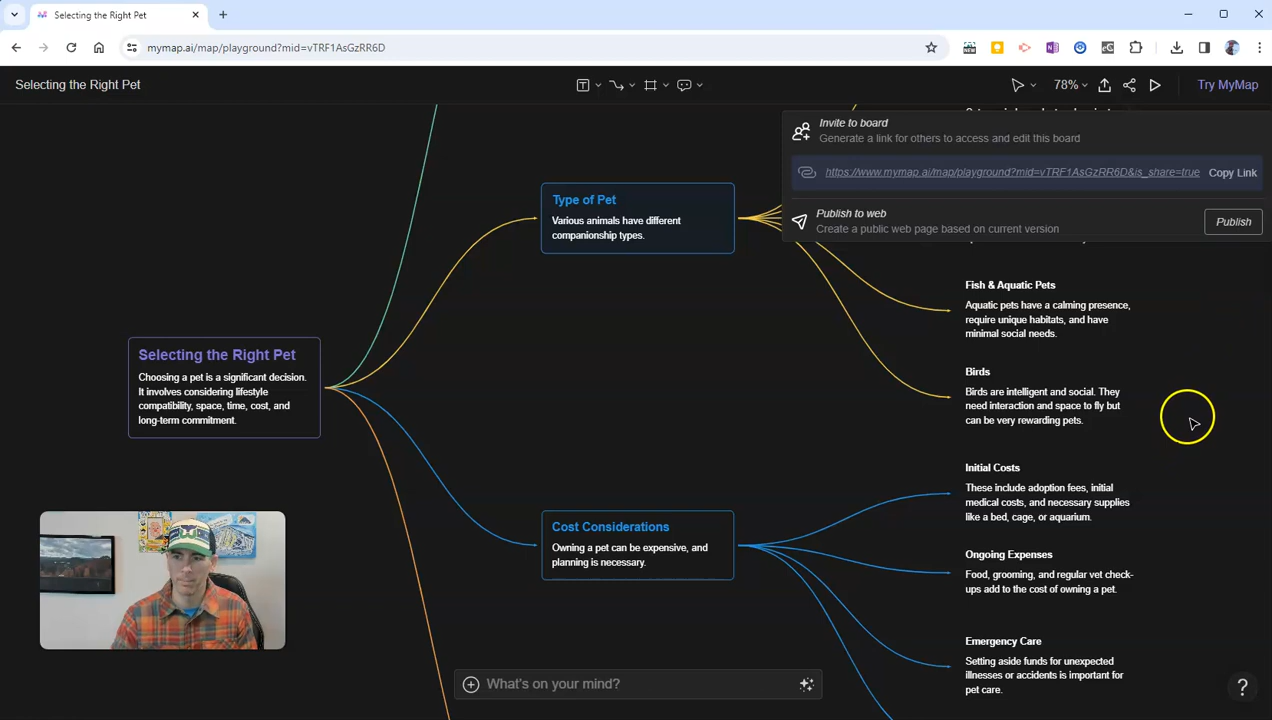 Selecting the Right Pet
mymap.ai/map/playground?mid=vTRF1AsGzRR6D
Selecting the Right Pet
78%
Try MyMap
Invite to board
Generate a link for others to access and edit this board
https://www.mymap.ai/map/playground?mid=vTRF1AsGzRR6D&is_share=true
Copy Link
Publish to web
Create a public web page based on current version
Publish
Type of Pet
Various animals have different
companionship types.
Fish & Aquatic Pets
Aquatic pets have a calming presence,
require unique habitats, and have
minimal social needs.
Selecting the Right Pet
Choosing a pet is a significant decision.
It involves considering lifestyle
compatibility, space, time, cost, and
long-term commitment.
Birds
Birds are intelligent and social. They
need interaction and space to fly but
can be very rewarding pets.
Cost Considerations
Owning a pet can be expensive, and
planning is necessary.
Initial Costs
These include adoption fees, initial
medical costs, and necessary supplies
like a bed, cage, or aquarium.
Ongoing Expenses
Food, grooming, and regular vet check-
ups add to the cost of owning a pet.
Emergency Care
Setting aside funds for unexpected
illnesses or accidents is important for
pet care.
What's on your mind?
?